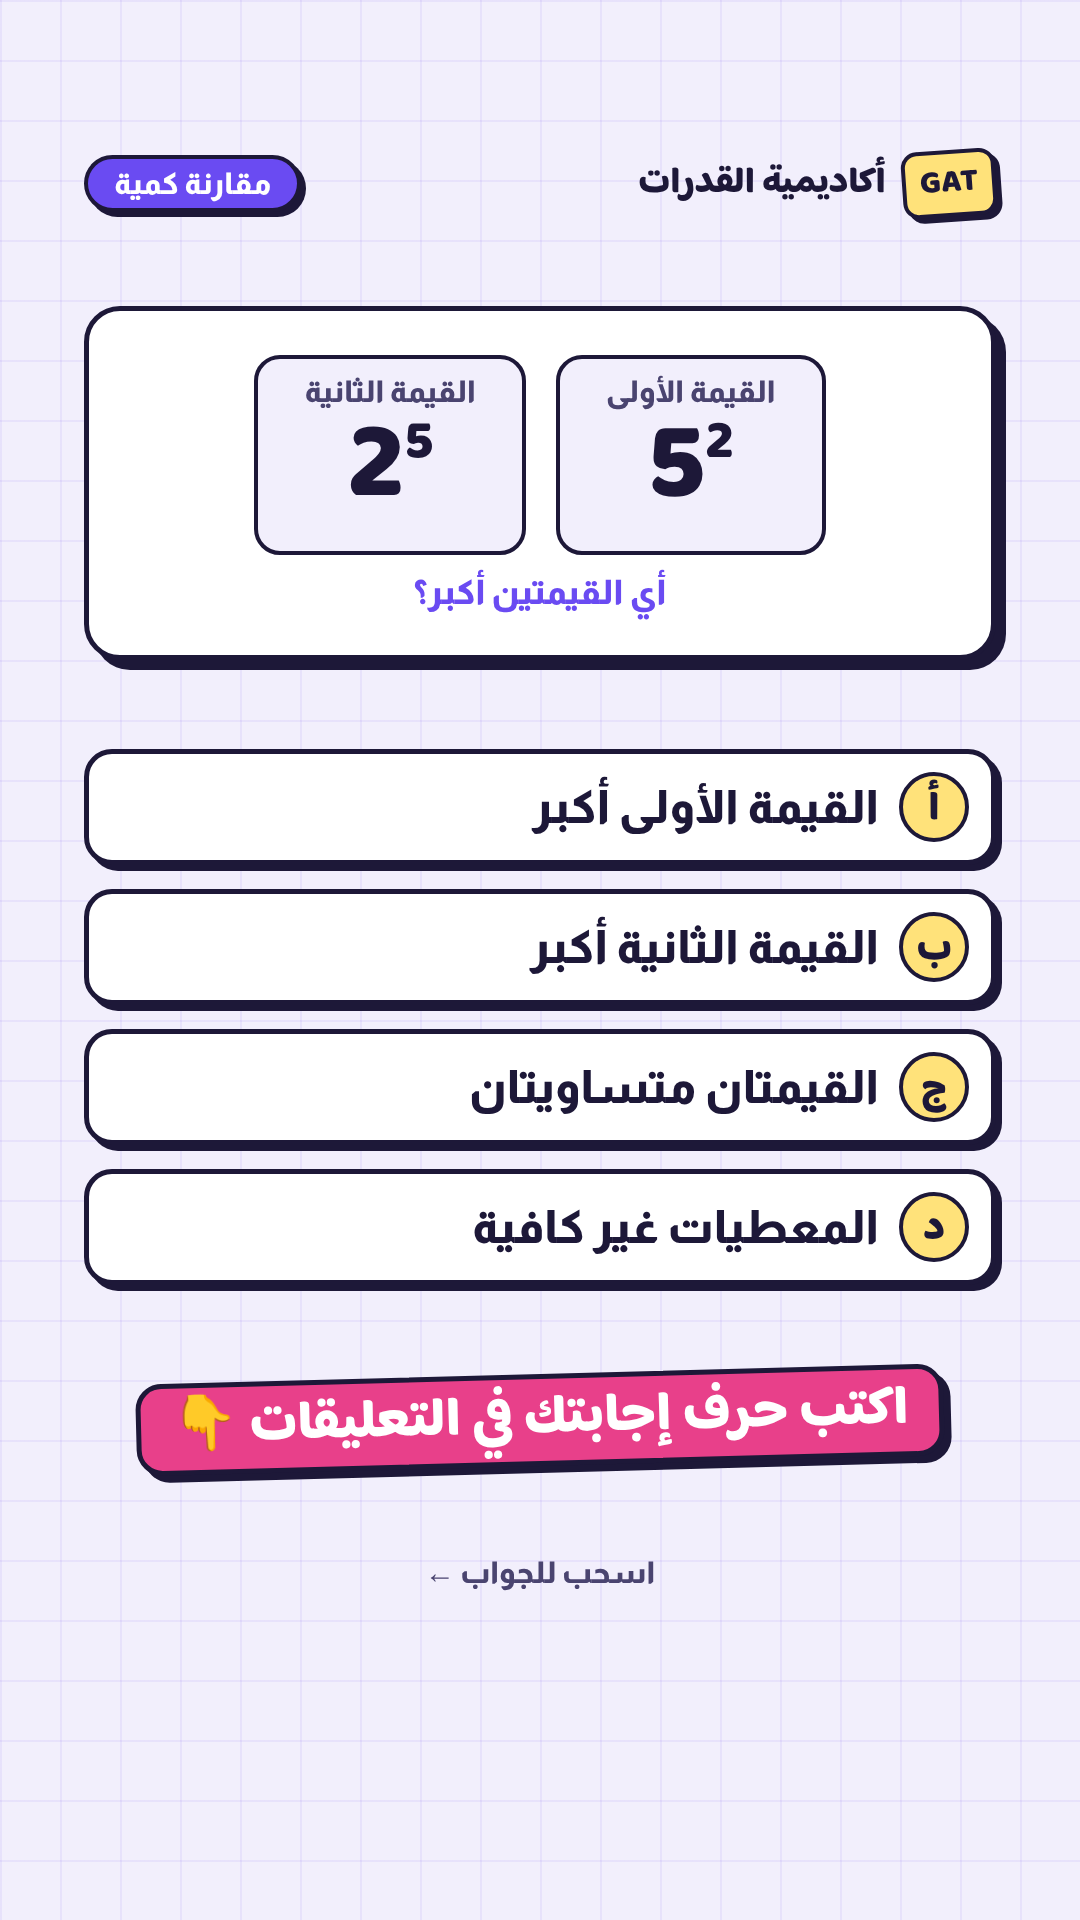 GAT أكاديمية القدرات
مقارنة كمية
القيمة الأولى
5²
القيمة الثانية
2⁵
أي القيمتين أكبر؟
أ القيمة الأولى أكبر
ب القيمة الثانية أكبر
ج القيمتان متساويتان
د المعطيات غير كافية
اكتب حرف إجابتك في التعليقات 👇
اسحب للجواب ←